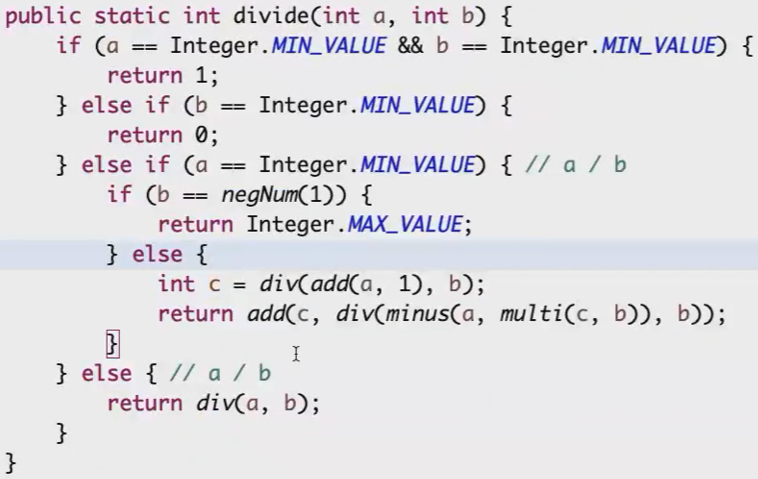 public static int divide(int a, int b) {
    if (a == Integer.MIN_VALUE && b == Integer.MIN_VALUE) {
        return 1;
    } else if (b == Integer.MIN_VALUE) {
        return 0;
    } else if (a == Integer.MIN_VALUE) { // a / b
        if (b == negNum(1)) {
            return Integer.MAX_VALUE;
        } else {
            int c = div(add(a, 1), b);
            return add(c, div(minus(a, multi(c, b)), b));
        }
    } else { // a / b
        return div(a, b);
    }
}